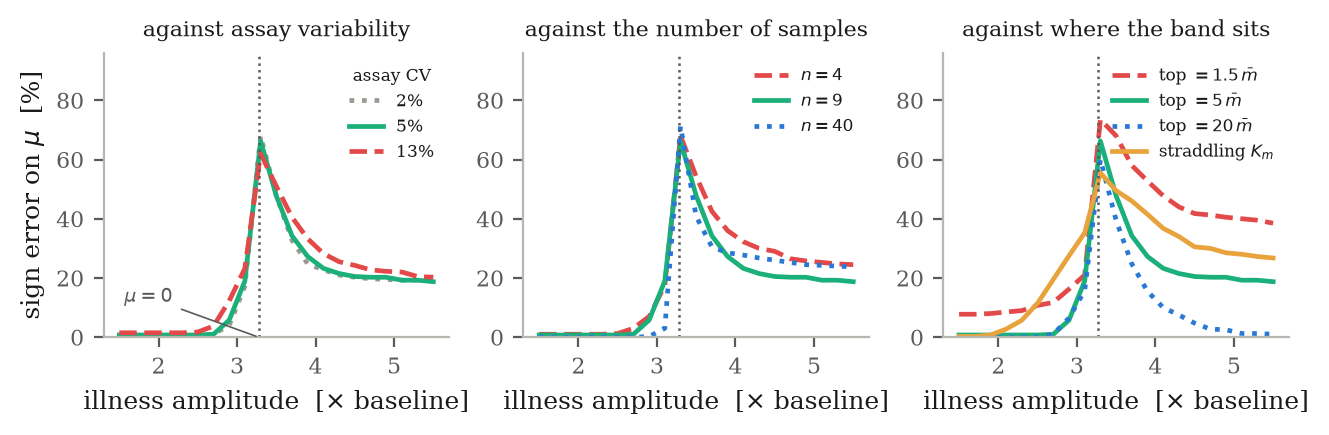 against assay variability
against the number of samples
against where the band sits
sign error on μ [%]
0
20
40
60
80
2
3
4
5
illness amplitude [× baseline]
assay CV
2%
5%
13%
μ = 0
0
20
40
60
80
2
3
4
5
illness amplitude [× baseline]
n = 4
n = 9
n = 40
0
20
40
60
80
2
3
4
5
illness amplitude [× baseline]
top = 1.5 m̄
top = 5 m̄
top = 20 m̄
straddling Kₘ